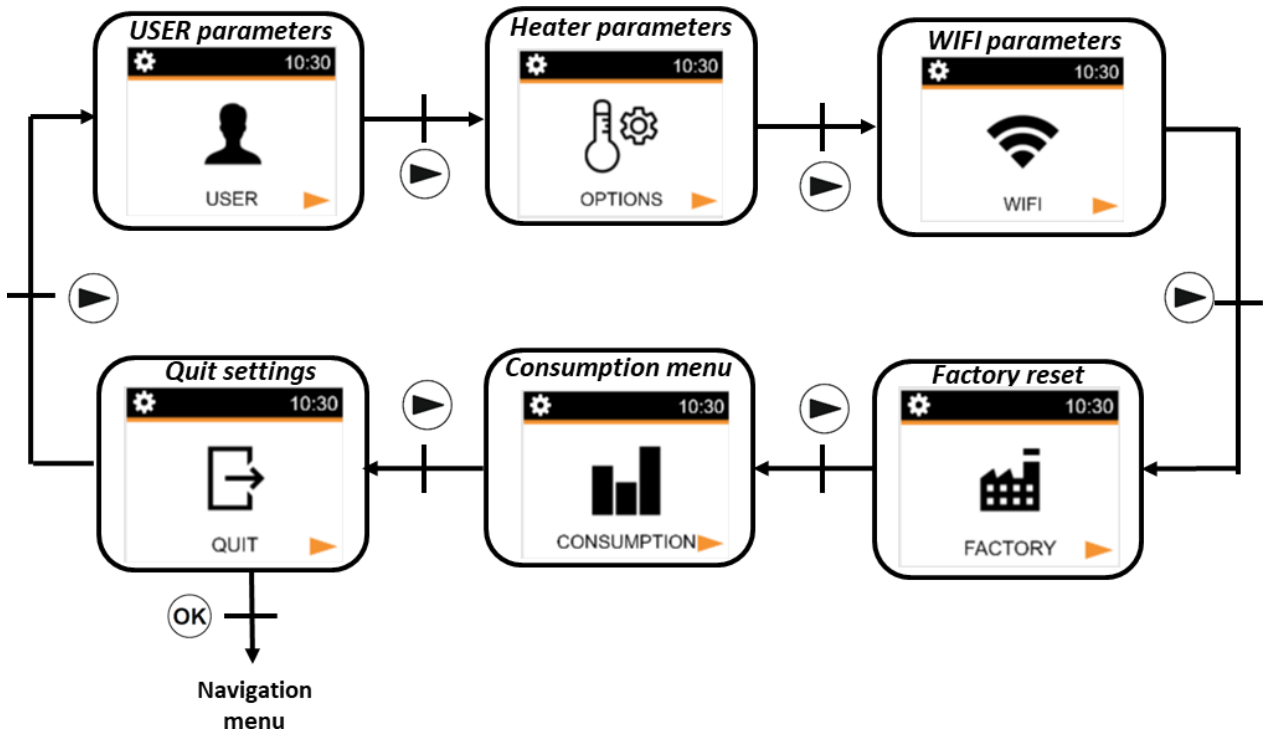 USER parameters
10:30
USER
Heater parameters
10:30
OPTIONS
WIFI parameters
10:30
WIFI
Quit settings
10:30
QUIT
Consumption menu
10:30
CONSUMPTION
Factory reset
10:30
FACTORY
OK
Navigation
menu